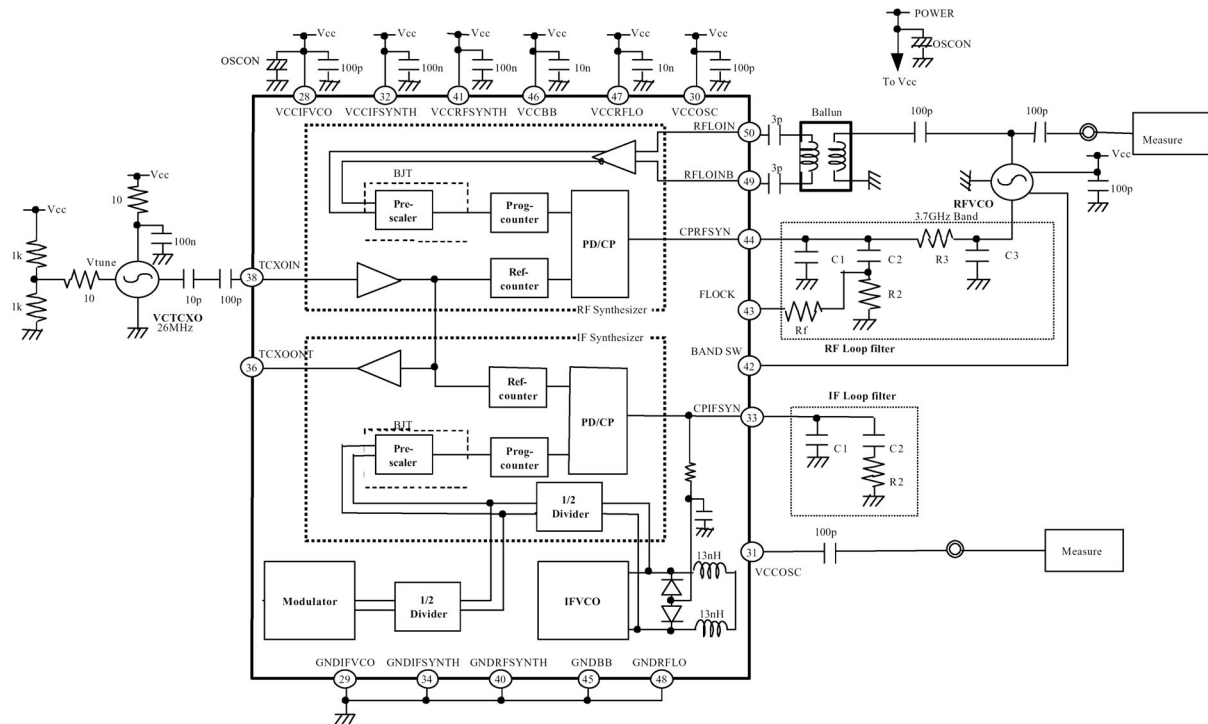 POWER
OSCON
To Vcc
Vcc
Vcc
Vcc
Vcc
Vcc
Vcc
OSCON
100p
100n
100n
10n
10n
100p
28
32
41
46
47
30
VCCIFVCO
VCCIFSYNTH
VCCRFSYNTH
VCCBB
VCCRFLO
VCCOSC
RFLOIN
50
3p
Ballun
100p
100p
Measure
RFLOINB
49
3p
Vcc
100p
RFVCO
3.7GHz Band
BJT
Pre-
scaler
Prog-
counter
PD/CP
CPRFSYN
44
C1
C2
R3
C3
Ref-
counter
RF Synthesizer
FLOCK
43
Rf
R2
RF Loop filter
Vcc
10
100n
Vcc
1k
1k
Vtune
10
VCTCXO
26MHz
10p
100p
38
TCXOIN
36
TCXOONT
IF Synthesizer
BAND SW
42
Ref-
counter
PD/CP
CPIFSYN
33
IF Loop filter
C1
C2
R2
BJT
Pre-
scaler
Prog-
counter
1/2
Divider
31
VCCOSC
100p
Measure
Modulator
1/2
Divider
IFVCO
13nH
13nH
GNDIFVCO
GNDIFSYNTH
GNDRFSYNTH
GNDBB
GNDRFLO
29
34
40
45
48